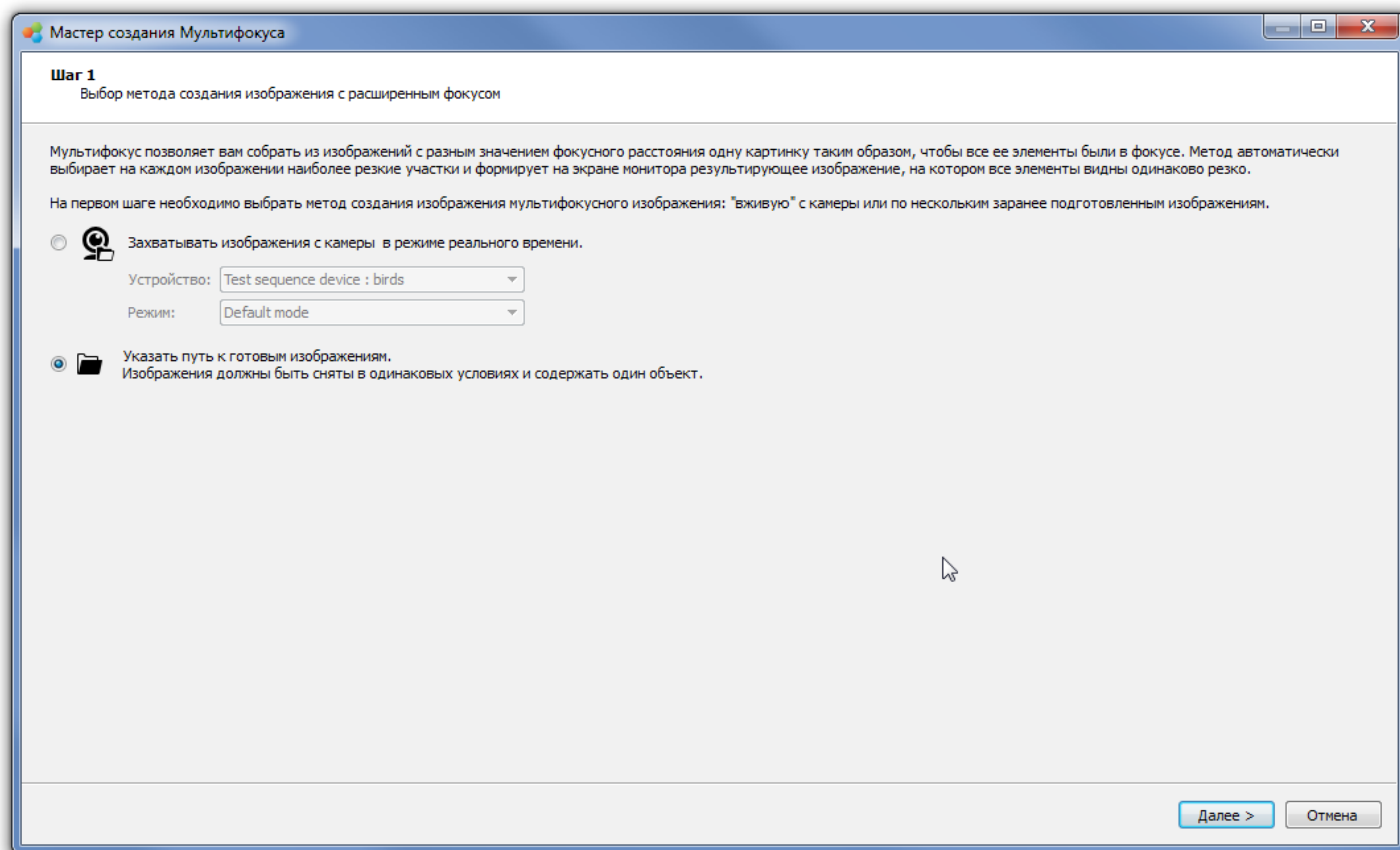 Мастер создания Мультифокуса
Шаг 1
Выбор метода создания изображения с расширенным фокусом
Мультифокус позволяет вам собрать из изображений с разным значением фокусного расстояния одну картинку таким образом, чтобы все ее элементы были в фокусе. Метод автоматически
выбирает на каждом изображении наиболее резкие участки и формирует на экране монитора результирующее изображение, на котором все элементы видны одинаково резко.
На первом шаге необходимо выбрать метод создания изображения мультифокусного изображения: "вживую" с камеры или по нескольким заранее подготовленным изображениям.
Захватывать изображения с камеры в режиме реального времени.
Устройство: Test sequence device : birds
Режим: Default mode
Указать путь к готовым изображениям.
Изображения должны быть сняты в одинаковых условиях и содержать один объект.
Далее > Отмена